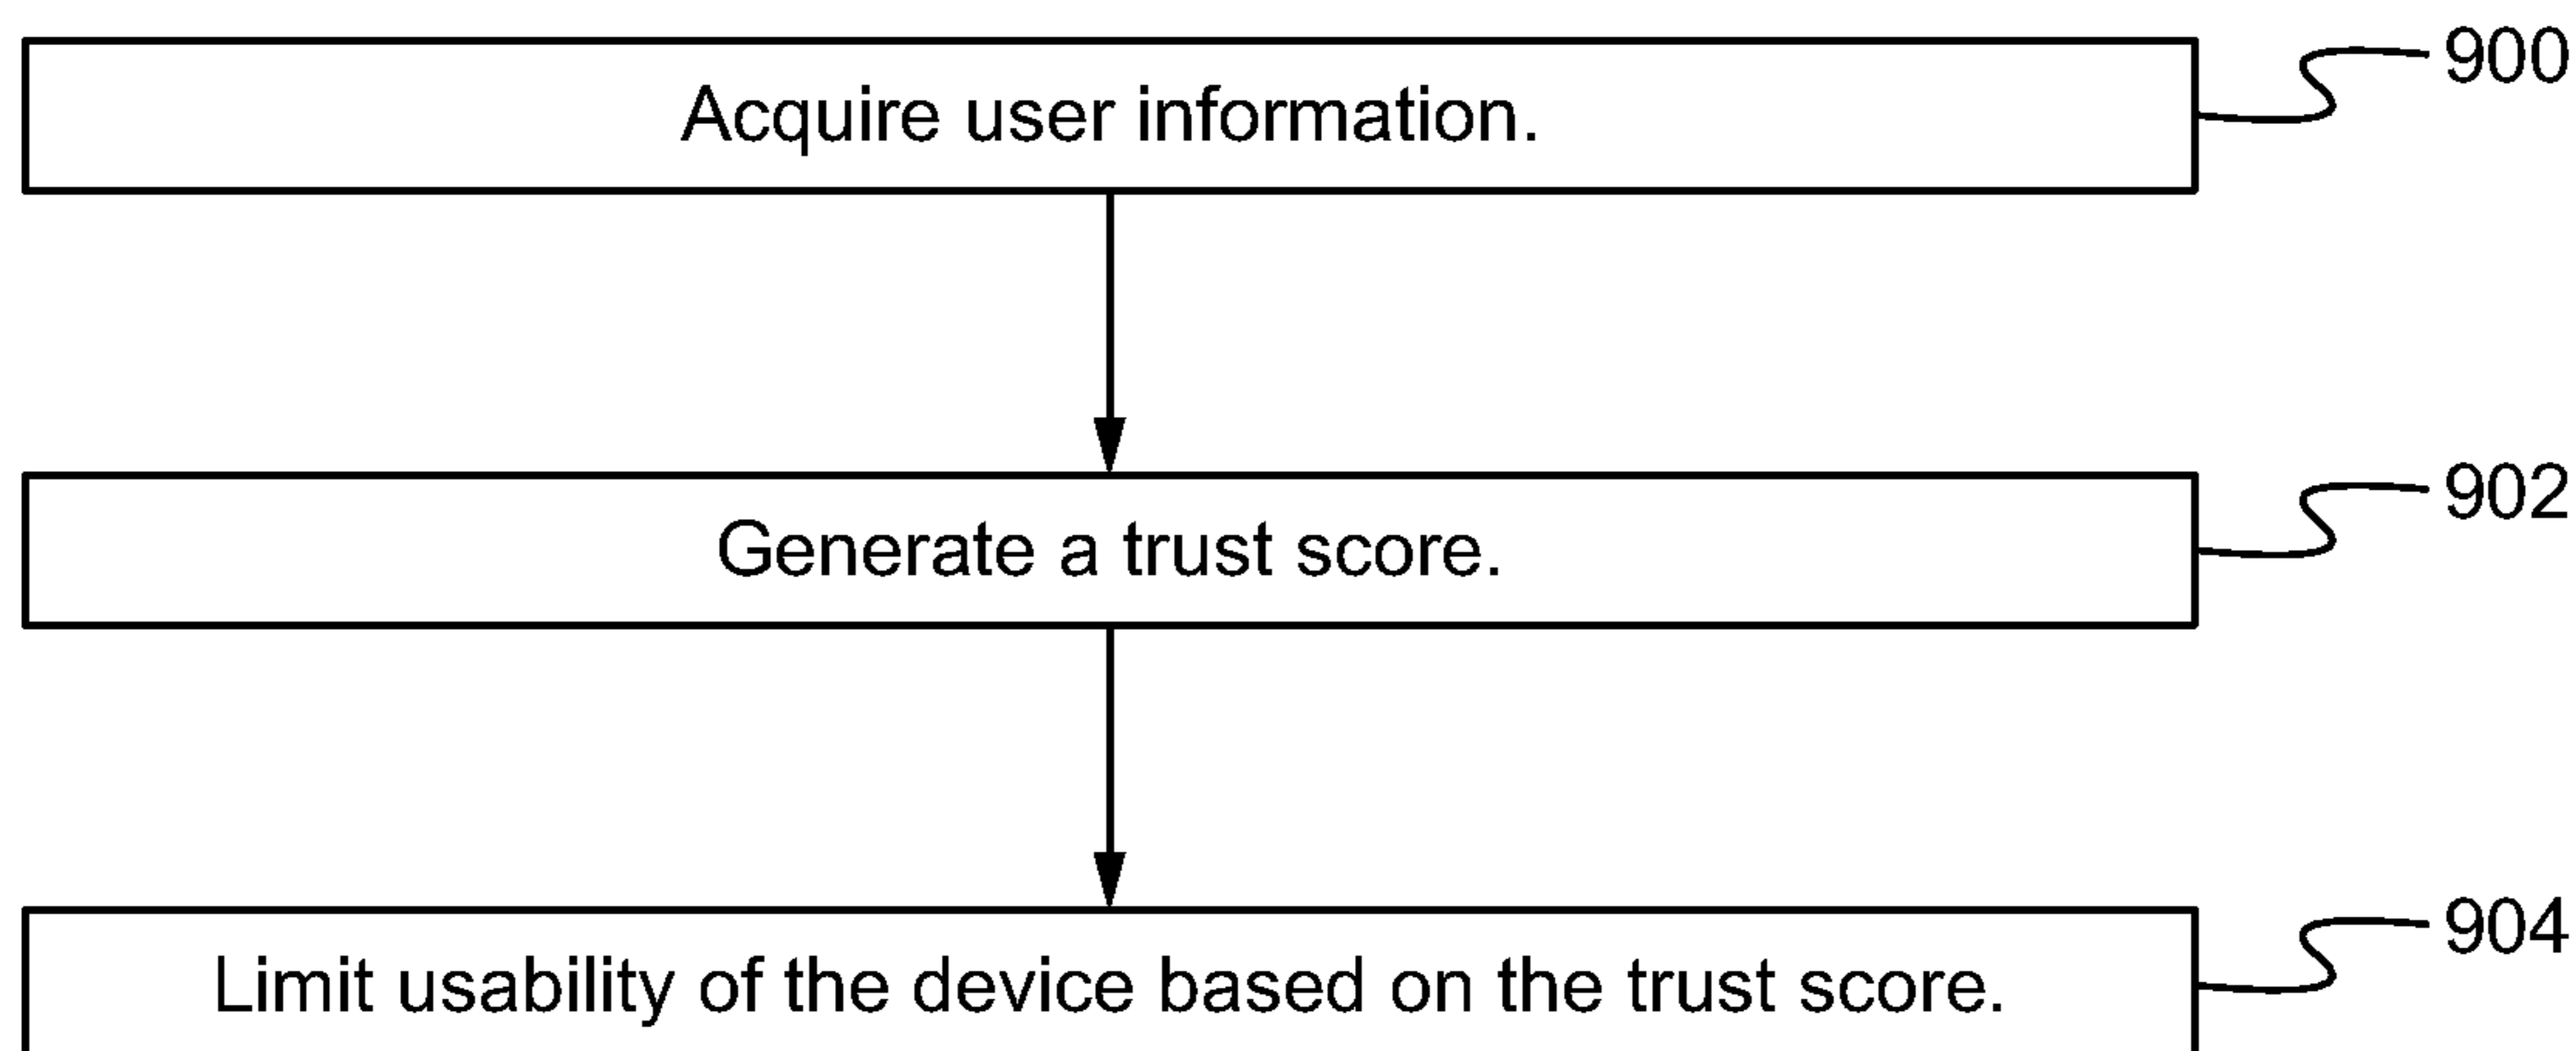 900
Acquire user information.
902
Generate a trust score.
904
Limit usability of the device based on the trust score.